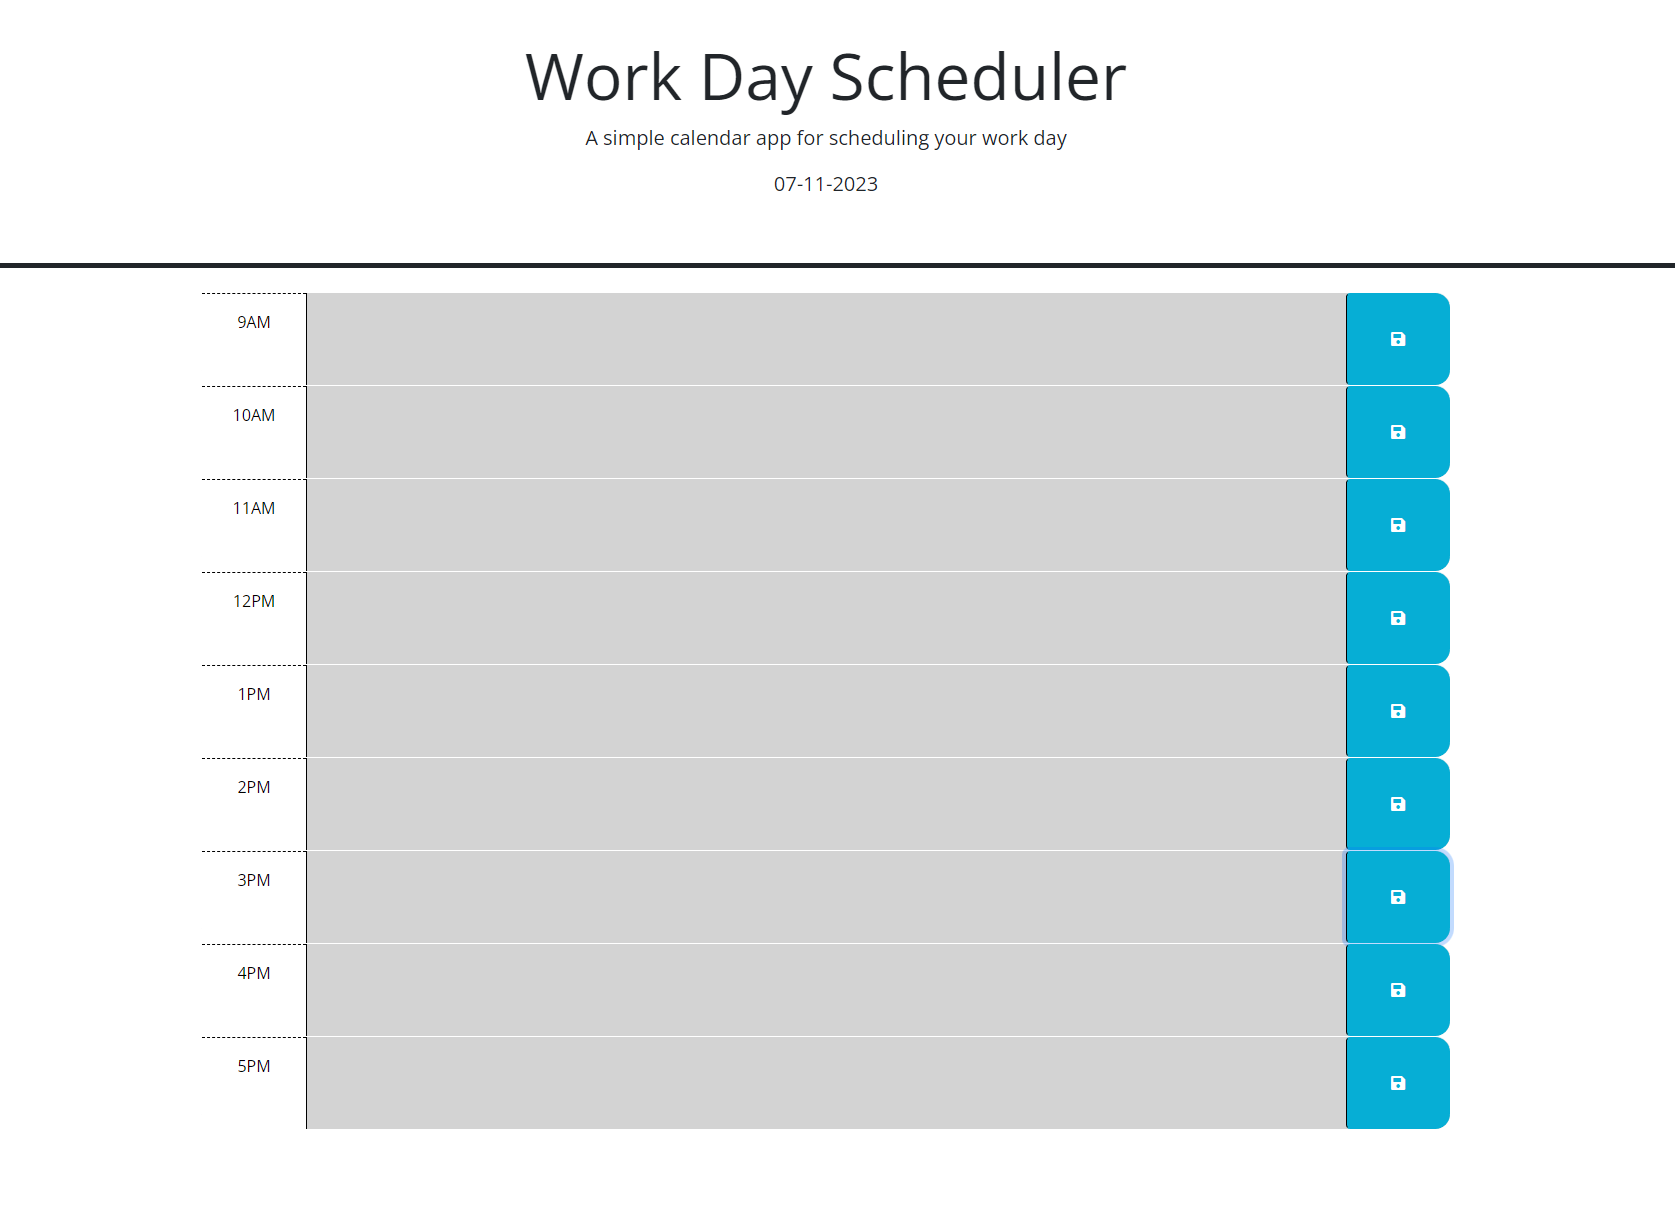 Work Day Scheduler
A simple calendar app for scheduling your work day
07-11-2023
9AM
10AM
11AM
12PM
1PM
2PM
3PM
4PM
5PM